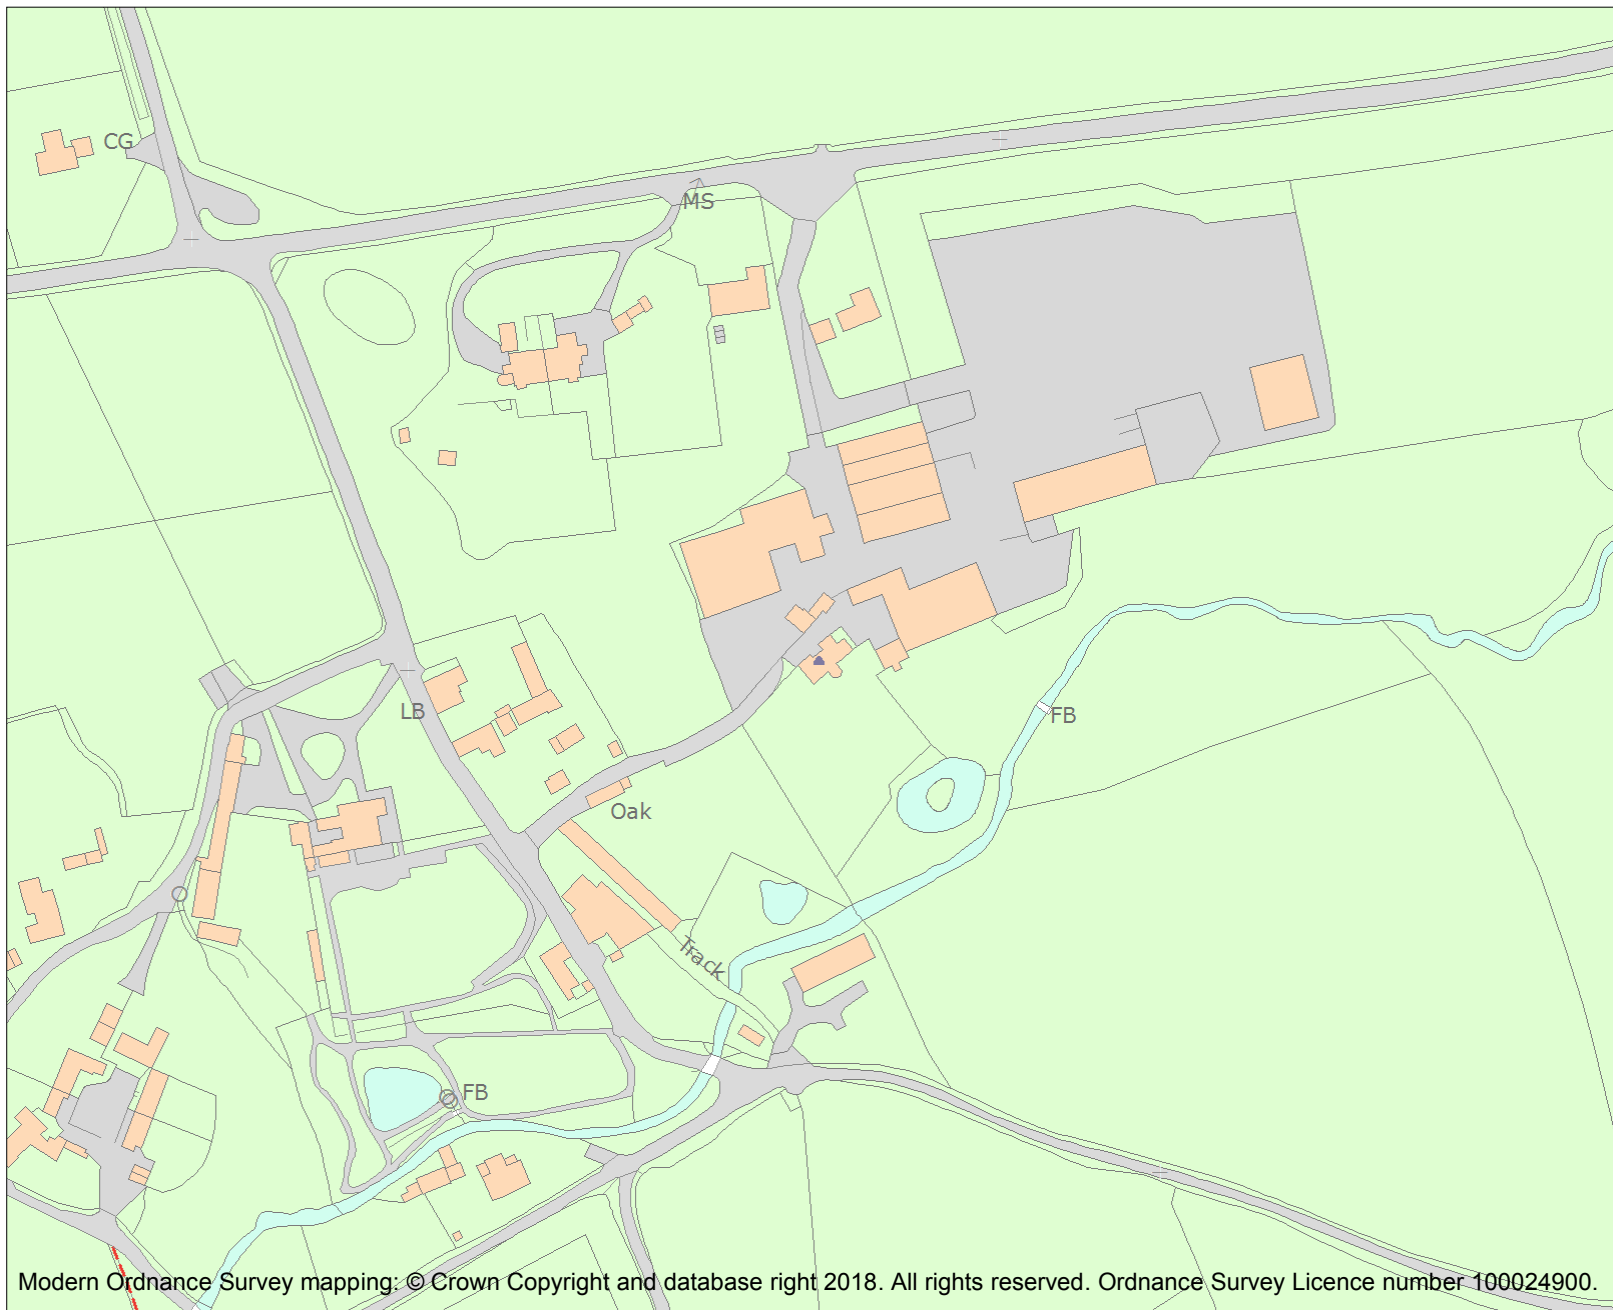 CG
MS
LB
FB
Oak
Track
FB
Modern Ordnance Survey mapping: © Crown Copyright and database right 2018. All rights reserved. Ordnance Survey Licence number 100024900.